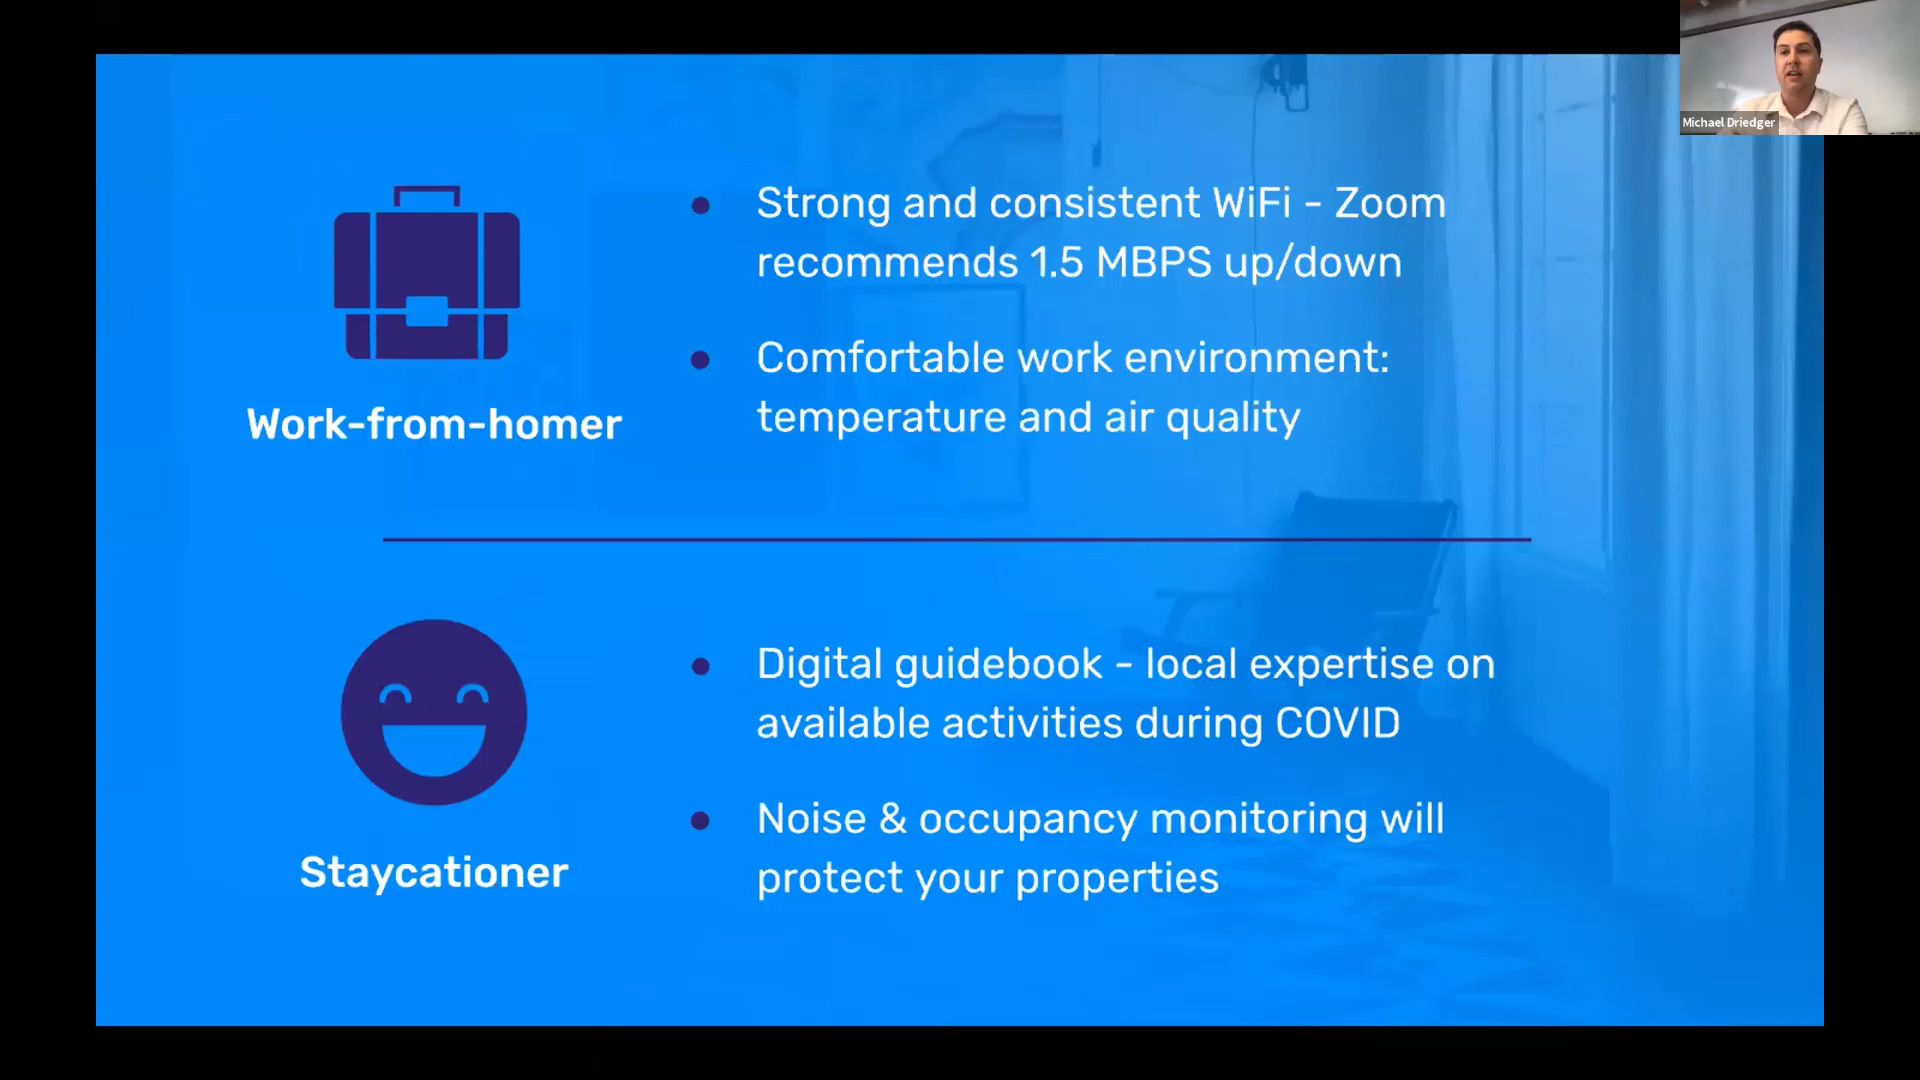 Michael Driedger
Strong and consistent WiFi - Zoom
recommends 1.5 MBPS up/down
Comfortable work environment:
temperature and air quality
Work-from-homer
Digital guidebook - local expertise on
available activities during COVID
Noise & occupancy monitoring will
protect your properties
Staycationer